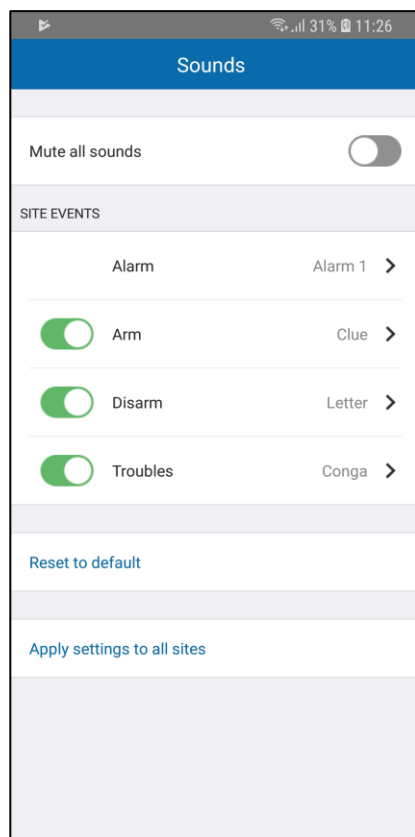 31% 11:26
Sounds
Mute all sounds
SITE EVENTS
Alarm Alarm 1
Arm Clue
Disarm Letter
Troubles Conga
Reset to default
Apply settings to all sites